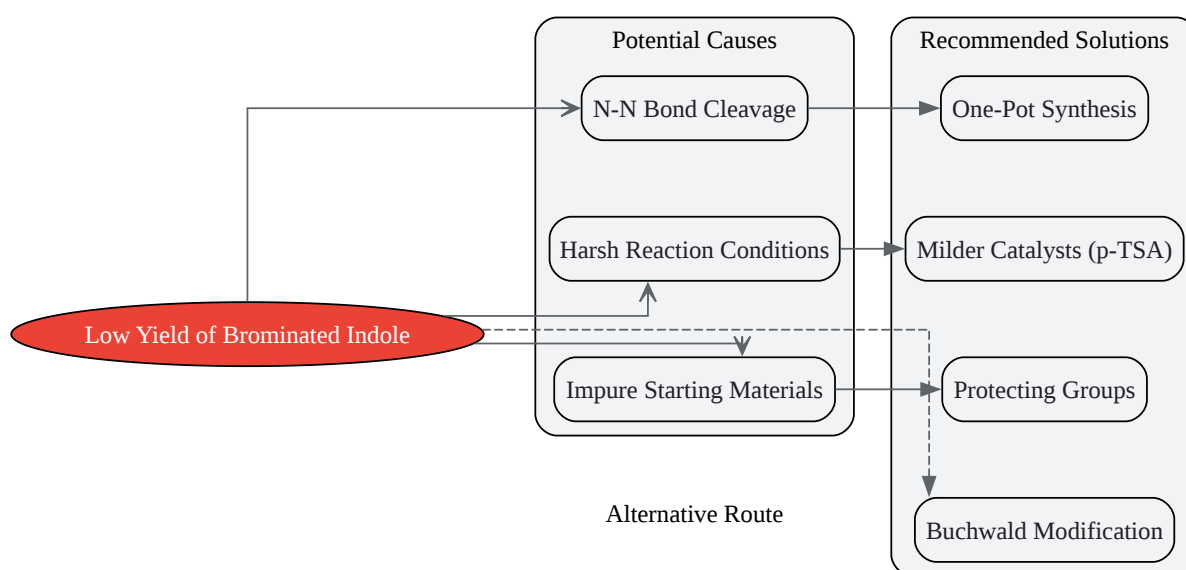 Potential Causes
Recommended Solutions
N-N Bond Cleavage
One-Pot Synthesis
Harsh Reaction Conditions
Milder Catalysts (p-TSA)
Low Yield of Brominated Indole
Impure Starting Materials
Protecting Groups
Alternative Route
Buchwald Modification